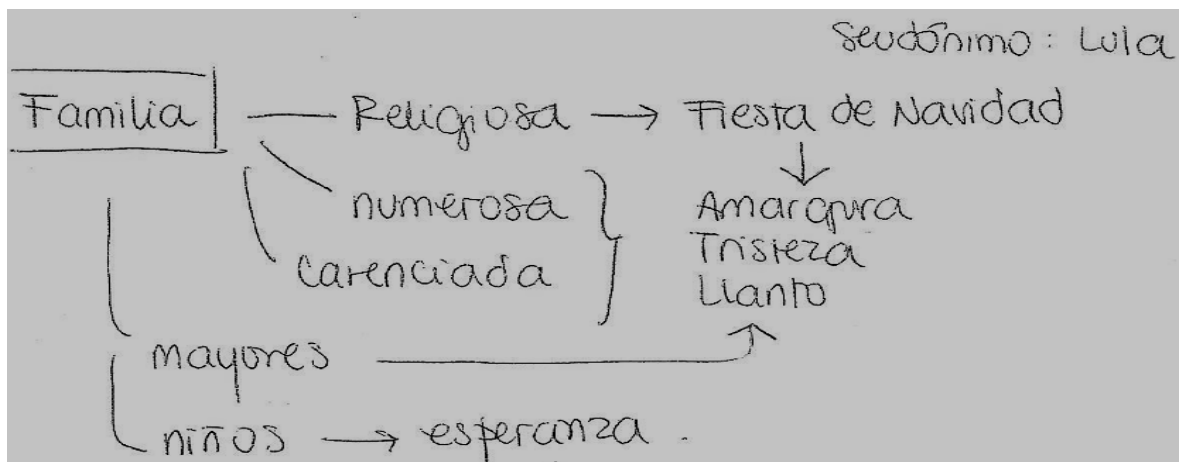 Seudónimo: Lula
Familia — Religiosa → Fiesta de Navidad
numerosa
Amargura
Tristeza
carenciada
Llanto
mayores
niños → esperanza.